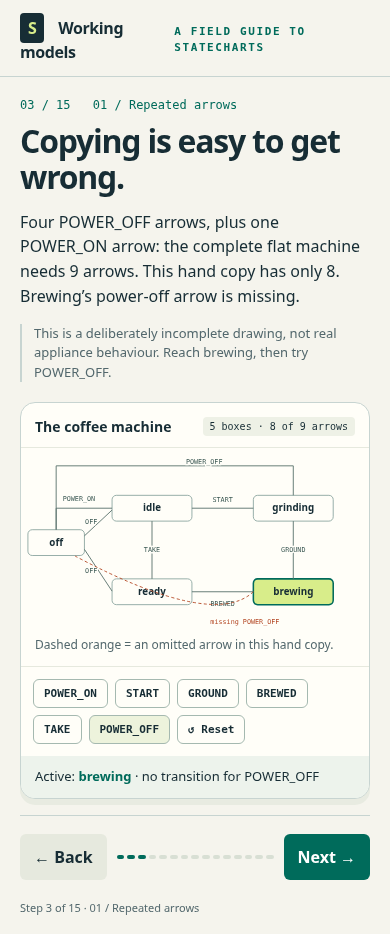 S Working models
A FIELD GUIDE TO STATECHARTS
03 / 15 01 / Repeated arrows
Copying is easy to get
wrong.
Four POWER_OFF arrows, plus one
POWER_ON arrow: the complete flat machine
needs 9 arrows. This hand copy has only 8.
Brewing’s power-off arrow is missing.
This is a deliberately incomplete drawing, not real
appliance behaviour. Reach brewing, then try
POWER_OFF.
The coffee machine
5 boxes · 8 of 9 arrows
POWER_OFF
POWER_ON
idle
START
grinding
OFF
off
TAKE
GROUND
OFF
ready
brewing
BREWED
missing POWER_OFF
Dashed orange = an omitted arrow in this hand copy.
POWER_ON START GROUND BREWED
TAKE POWER_OFF ↺ Reset
Active: brewing · no transition for POWER_OFF
← Back
Next →
Step 3 of 15 · 01 / Repeated arrows